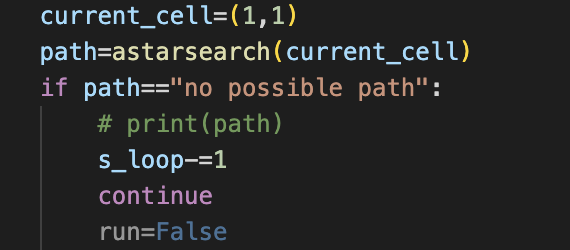 current_cell=(1,1)
path=astarsearch(current_cell)
if path=="no possible path":
# print(path)
s_loop-=1
continue
run=False